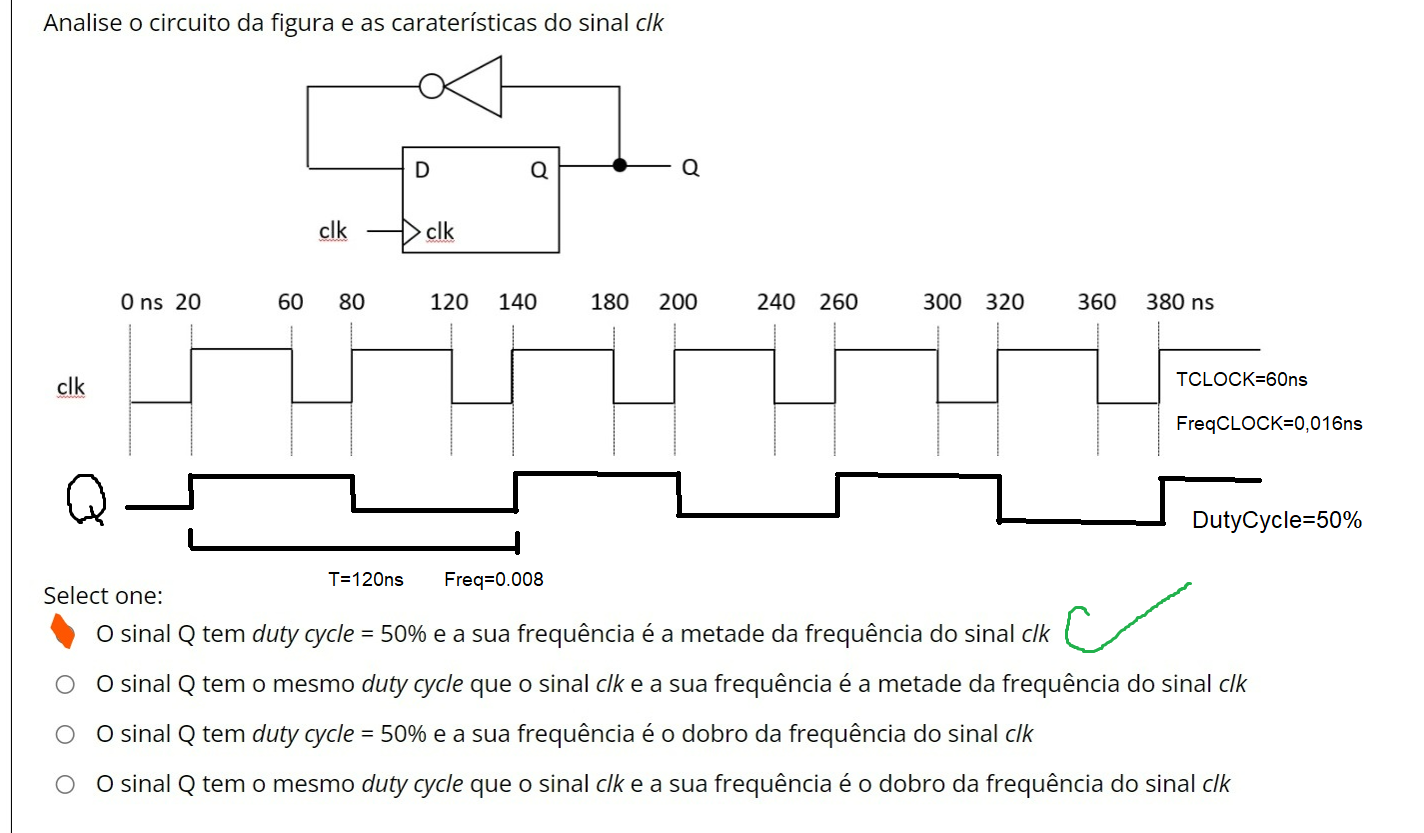 Analise o circuito da figura e as caraterísticas do sinal clk
D Q Q
clk clk
0 ns 20 60 80 120 140 180 200 240 260 300 320 360 380 ns
clk
TCLOCK=60ns
FreqCLOCK=0,016ns
Q
DutyCycle=50%
T=120ns Freq=0.008
Select one:
O sinal Q tem duty cycle = 50% e a sua frequência é a metade da frequência do sinal clk
O sinal Q tem o mesmo duty cycle que o sinal clk e a sua frequência é a metade da frequência do sinal clk
O sinal Q tem duty cycle = 50% e a sua frequência é o dobro da frequência do sinal clk
O sinal Q tem o mesmo duty cycle que o sinal clk e a sua frequência é o dobro da frequência do sinal clk